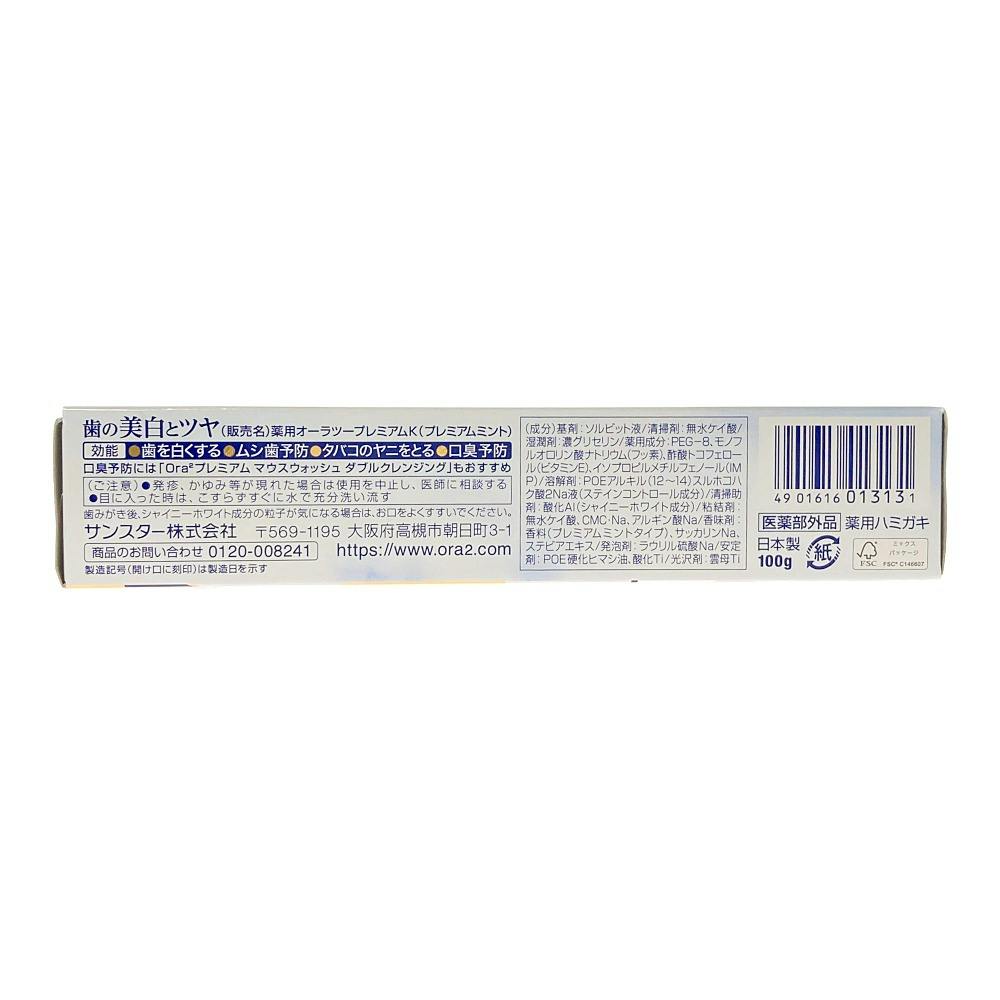 歯の美白とツヤ(販売名)薬用オーラツープレミアムK(プレミアムミント)
効能 ●歯を白くする●ムシ歯予防●タバコのヤニをとる●口臭予防
口臭予防には「Ora²プレミアム マウスウォッシュ ダブルクレンジング」もおすすめ
〈ご注意〉●発疹、かゆみ等が現れた場合は使用を中止し、医師に相談する
●目に入った時は、こすらずすぐに水で充分洗い流す
歯みがき後、シャイニーホワイト成分の粒子が気になる場合は、お口をよくすすいでください。
サンスター株式会社 〒569-1195 大阪府高槻市朝日町3-1
商品のお問い合わせ 0120-008241 https://www.ora2.com
製造記号(開け口に刻印)は製造日を示す
(成分)基剤:ソルビット液/清掃剤:無水ケイ酸/
湿潤剤:濃グリセリン/薬用成分:PEG-8、モノフ
ルオロリン酸ナトリウム(フッ素)、酢酸トコフェロー
ル(ビタミンE)、イソプロピルメチルフェノール(IM
P)/溶解剤:POEアルキル(12~14)スルホコハ
ク酸2Na液(ステインコントロール成分)/清掃助
剤:酸化Al(シャイニーホワイト成分)/粘結剤:
無水ケイ酸、CMC・Na、アルギン酸Na/香味剤:
香料(プレミアムミントタイプ)、サッカリンNa、
ステビアエキス/発泡剤:ラウリル硫酸Na/安定
剤:POE硬化ヒマシ油、酸化Ti/光沢剤:雲母Ti
4901616 013131
医薬部外品 薬用ハミガキ
日本製
100g
紙
FSC
ミックス
パッケージ
FSC® C146607